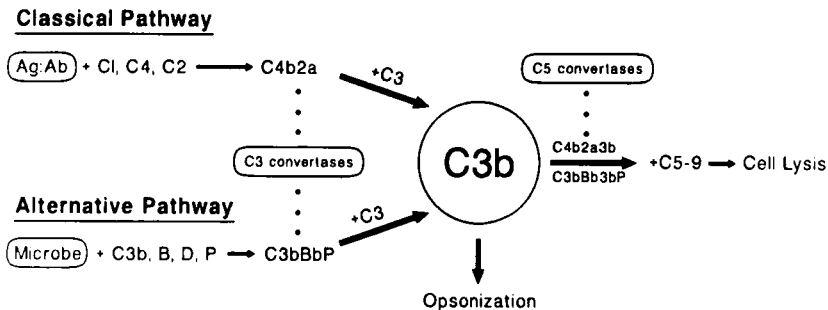 Classical Pathway
Ag:Ab + Cl, C4, C2 → C4b2a
+C3
C5 convertases
C3 convertases
C3b
C4b2a3b
C3bBb3bP
+C5-9 → Cell Lysis
Alternative Pathway
+C3
Microbe + C3b, B, D, P → C3bBbP
Opsonization